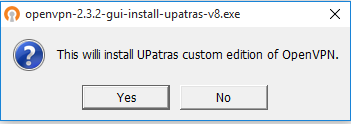 openvpn-2.3.2-gui-install-upatras-v8.exe
This willi install UPatras custom edition of OpenVPN.
Yes
No